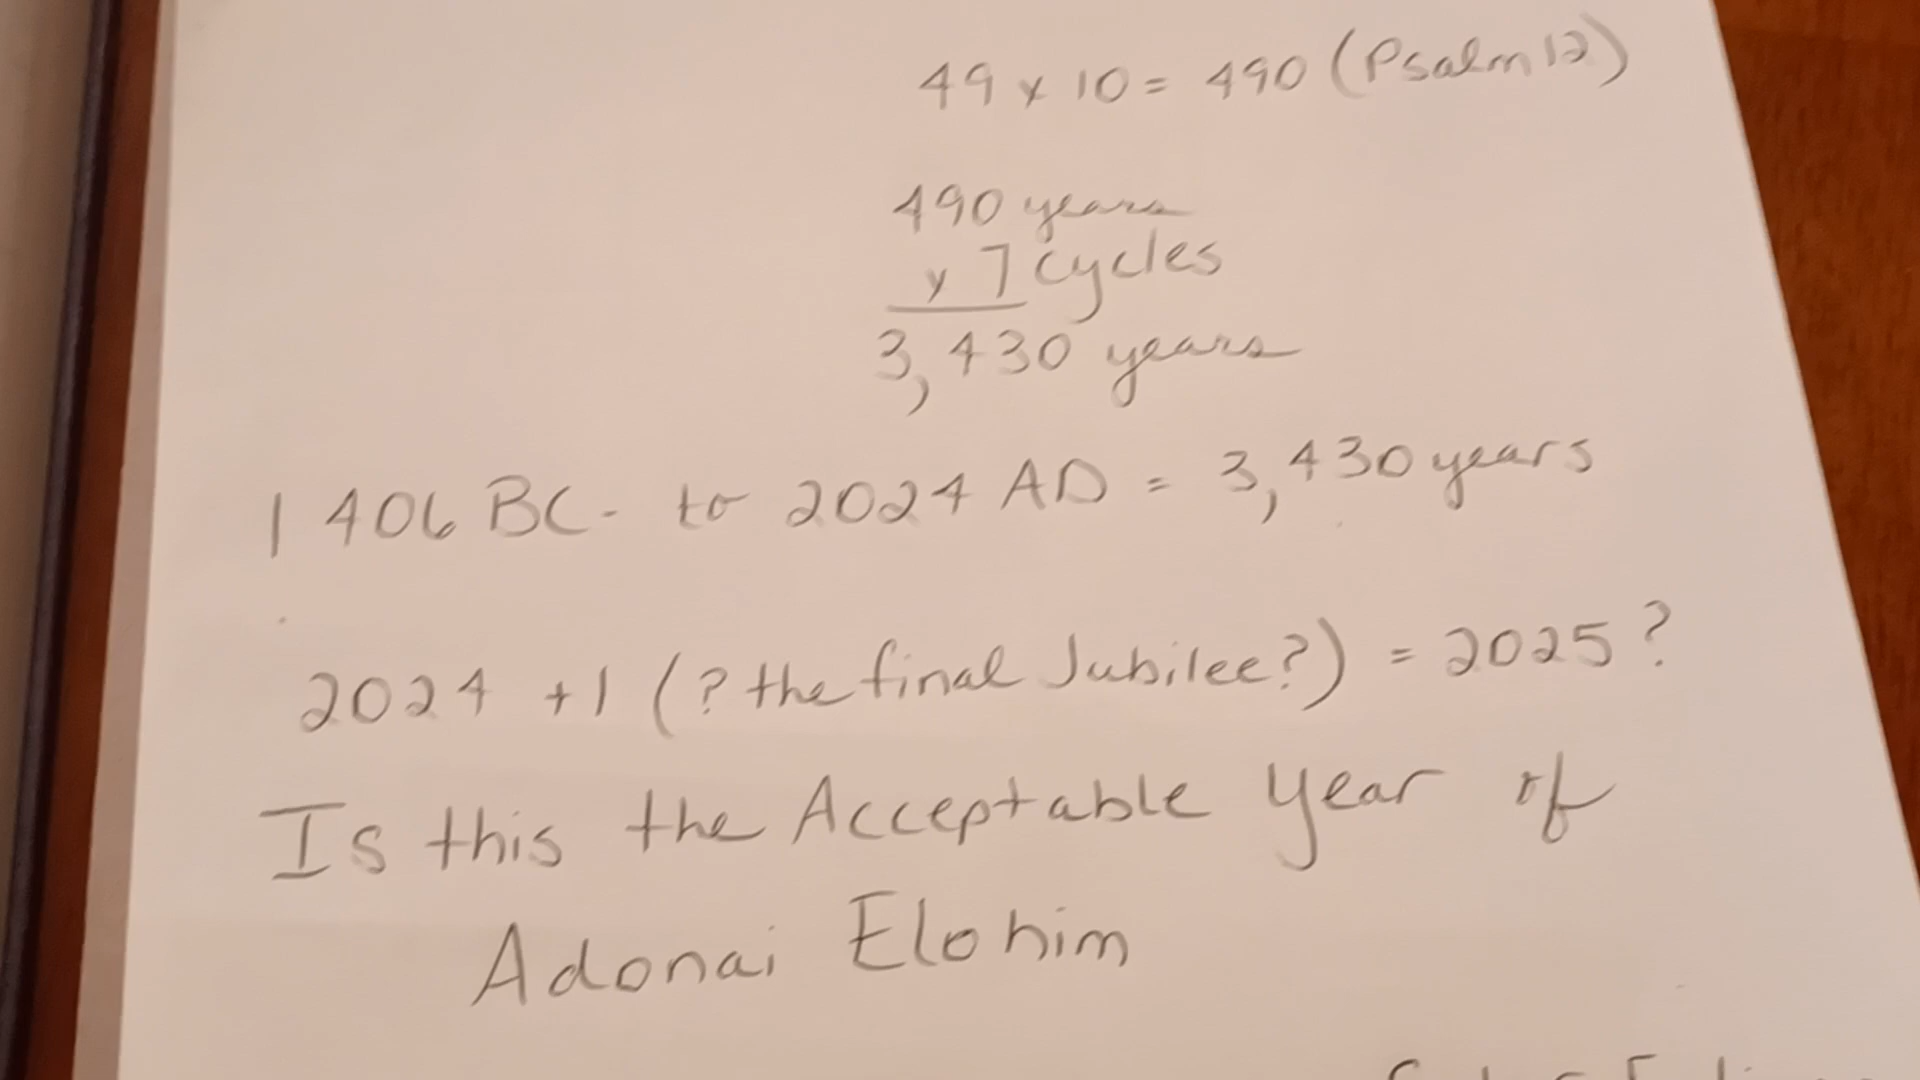 49 x 10 = 490 (Psalm 12)
490 years
x 7 cycles
3,430 years
1406 BC - to 2024 AD = 3,430 years
2024 + 1 (? the final Jubilee?) = 2025?
Is this the Acceptable Year of
Adonai Elohim